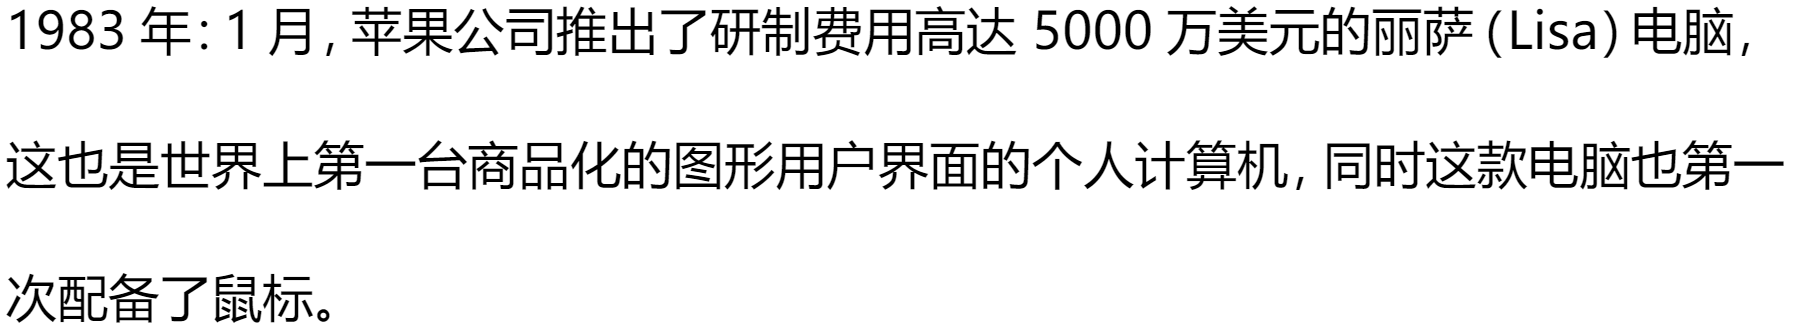 1983 年: 1 月, 苹果公司推出了研制费用高达 5000 万美元的丽萨 (Lisa) 电脑,
这也是世界上第一台商品化的图形用户界面的个人计算机, 同时这款电脑也第一
次配备了鼠标。